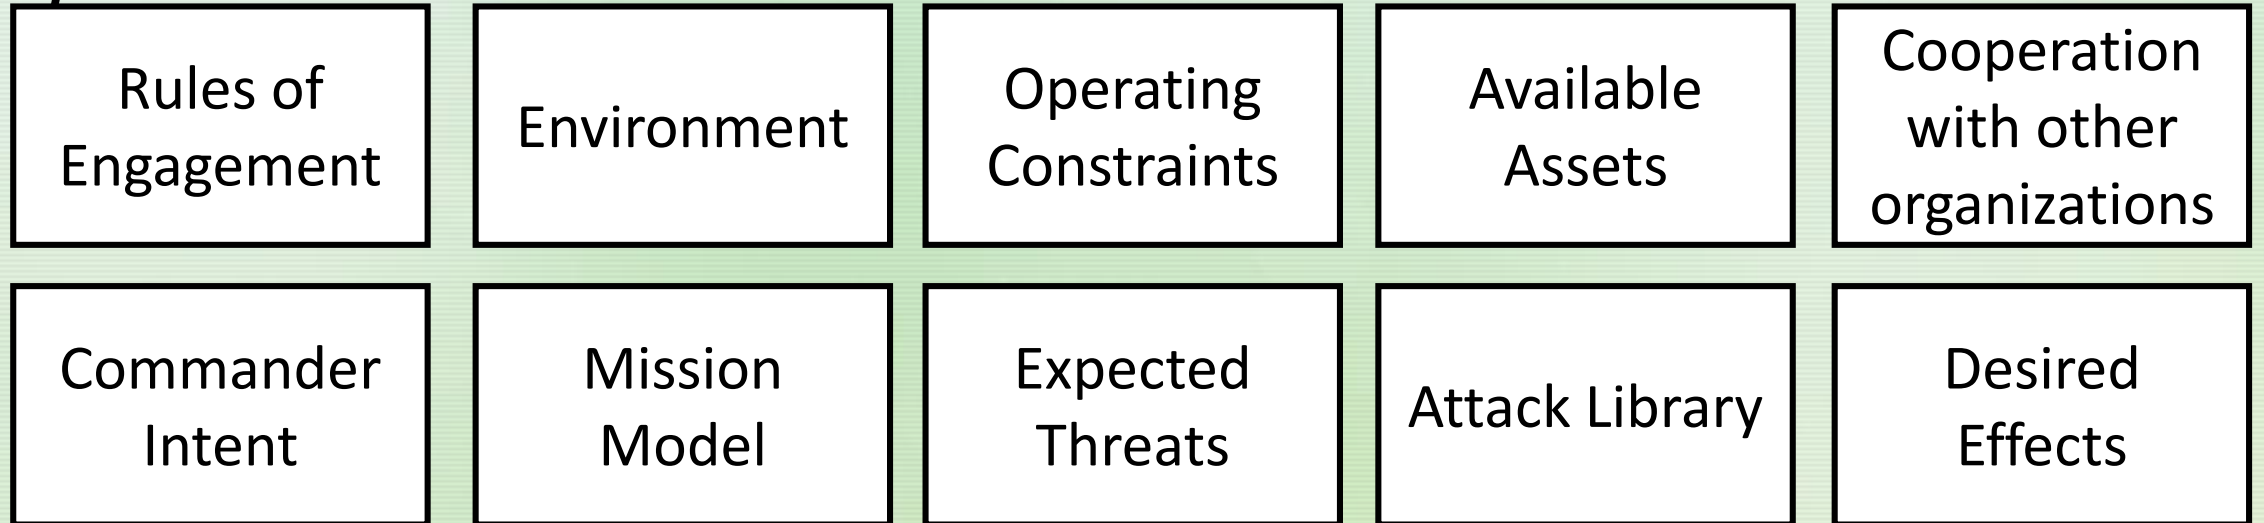 Rules of
Engagement
Environment
Operating
Constraints
Available
Assets
Cooperation
with other
organizations
Commander
Intent
Mission
Model
Expected
Threats
Attack Library
Desired
Effects